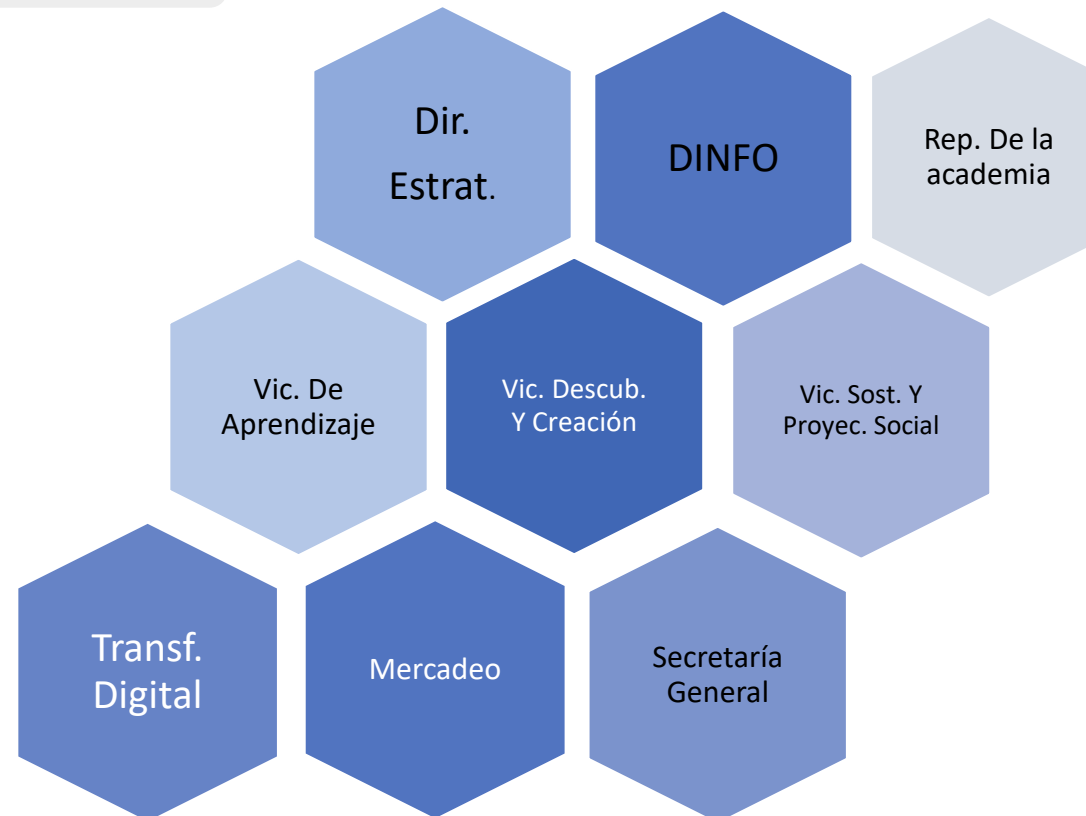 Dir.
Estrat.
DINFO
Rep. De la
academia
Vic. De
Aprendizaje
Vic. Descub.
Y Creación
Vic. Sost. Y
Proyec. Social
Transf.
Digital
Mercadeo
Secretaría
General